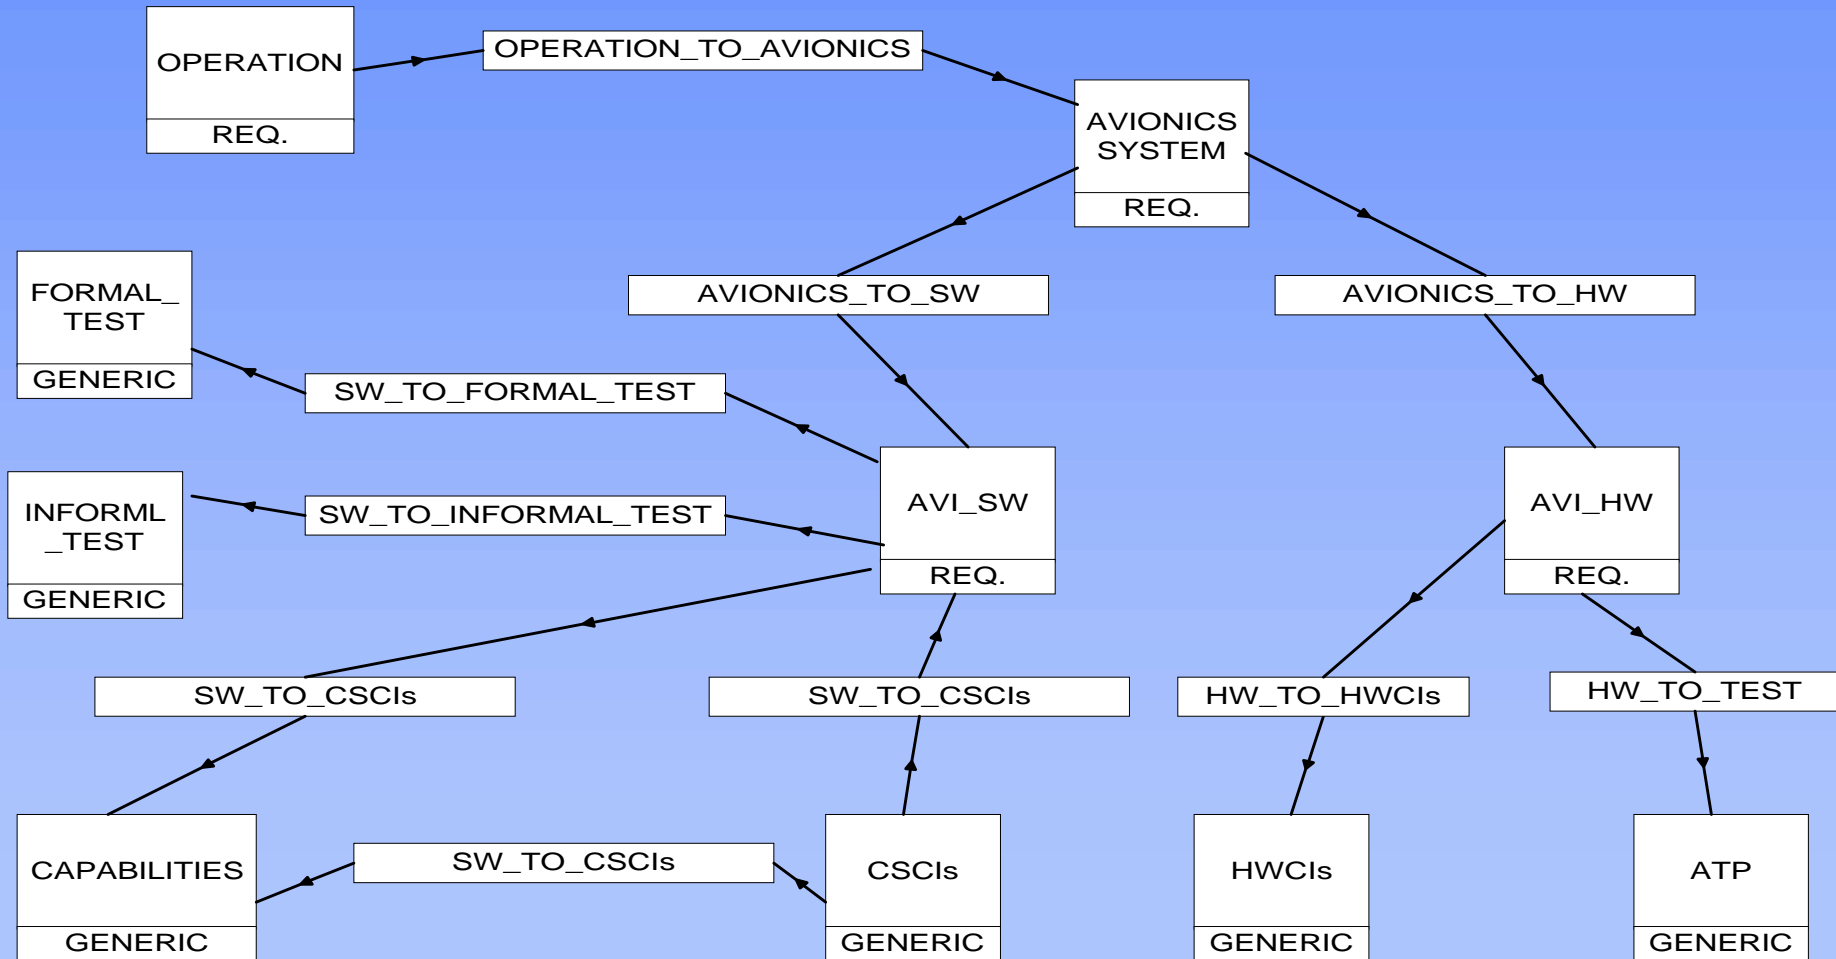 OPERATION
REQ.
OPERATION_TO_AVIONICS
AVIONICS
SYSTEM
REQ.
FORMAL_
TEST
GENERIC
AVIONICS_TO_SW
AVIONICS_TO_HW
SW_TO_FORMAL_TEST
INFORML
_TEST
GENERIC
SW_TO_INFORMAL_TEST
AVI_SW
REQ.
AVI_HW
REQ.
SW_TO_CSCIs
SW_TO_CSCIs
HW_TO_HWCIs
HW_TO_TEST
CAPABILITIES
GENERIC
SW_TO_CSCIs
CSCIs
GENERIC
HWCIs
GENERIC
ATP
GENERIC